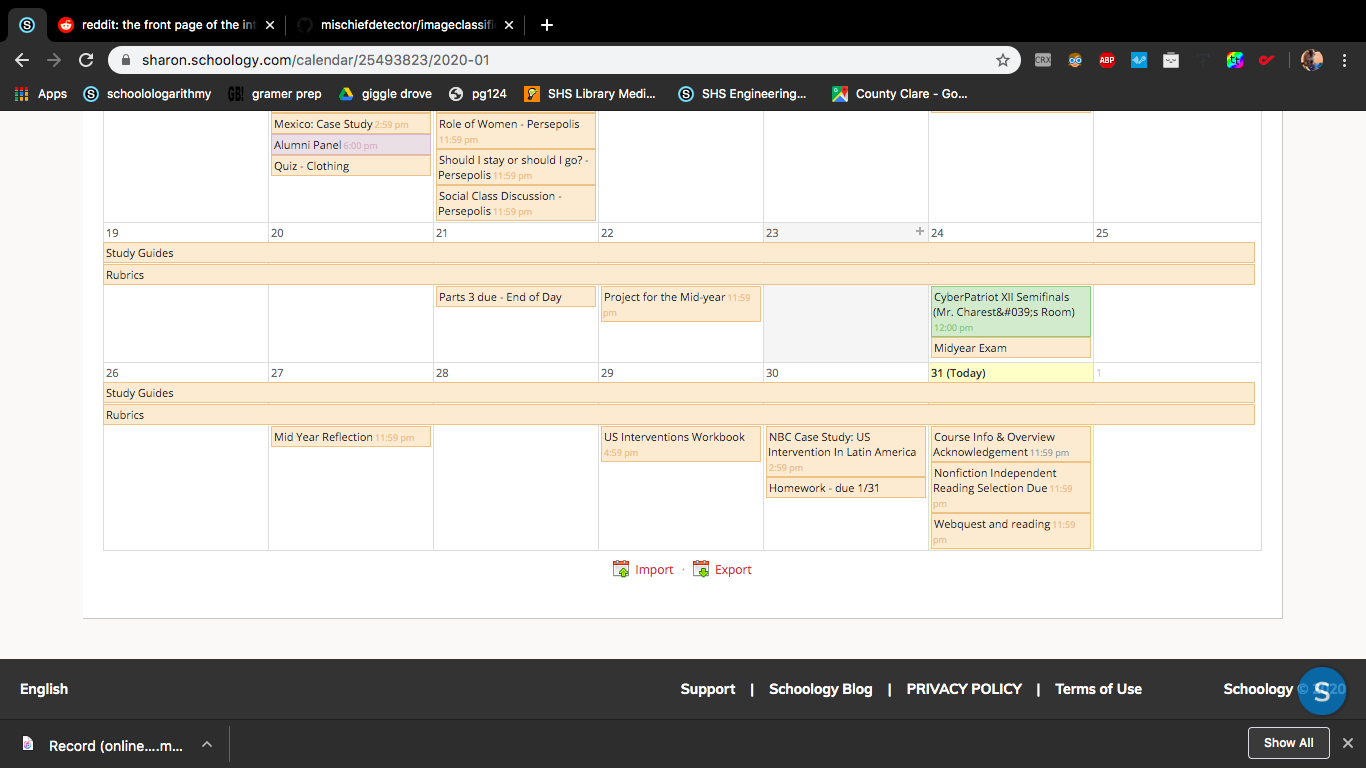 reddit: the front page of the int
mischiefdetector/imageclassifi
sharon.schoology.com/calendar/25493823/2020-01
CRX
ABP
Apps
schoolologarithmy
GB!
gramer prep
giggle drove
pg124
SHS Library Medi...
SHS Engineering...
County Clare - Go...
Mexico: Case Study 2:59 pm
Alumni Panel 6:00 pm
Quiz - Clothing
Role of Women - Persepolis
11:59 pm
Should I stay or should I go? -
Persepolis 11:59 pm
Social Class Discussion -
Persepolis 11:59 pm
19 20 21 22 23 + 24 25
Study Guides
Rubrics
Parts 3 due - End of Day
Project for the Mid-year 11:59
pm
CyberPatriot XII Semifinals
(Mr. Charest&#039;s Room)
12:00 pm
Midyear Exam
26 27 28 29 30 31 (Today) 1
Study Guides
Rubrics
Mid Year Reflection 11:59 pm
US Interventions Workbook
4:59 pm
NBC Case Study: US
Intervention In Latin America
2:59 pm
Homework - due 1/31
Course Info & Overview
Acknowledgement 11:59 pm
Nonfiction Independent
Reading Selection Due 11:59
pm
Webquest and reading 11:59
pm
Import · Export
English
Support | Schoology Blog | PRIVACY POLICY | Terms of Use
Schoology © 2020
S
Record (online....m...
Show All